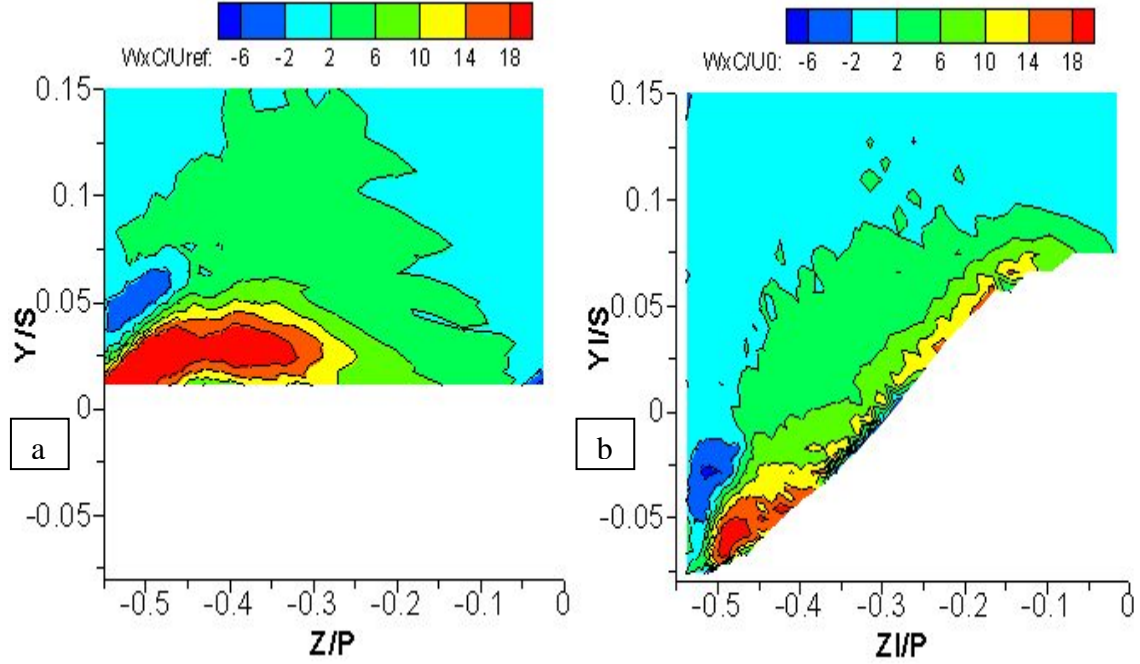 WxC/Uref: -6 -2 2 6 10 14 18
0.15
0.1
0.05
0
-0.05
Y/S
a
-0.5 -0.4 -0.3 -0.2 -0.1 0
Z/P
WxC/U0: -6 -2 2 6 10 14 18
0.15
0.1
0.05
0
-0.05
YI/S
b
-0.5 -0.4 -0.3 -0.2 -0.1 0
ZI/P